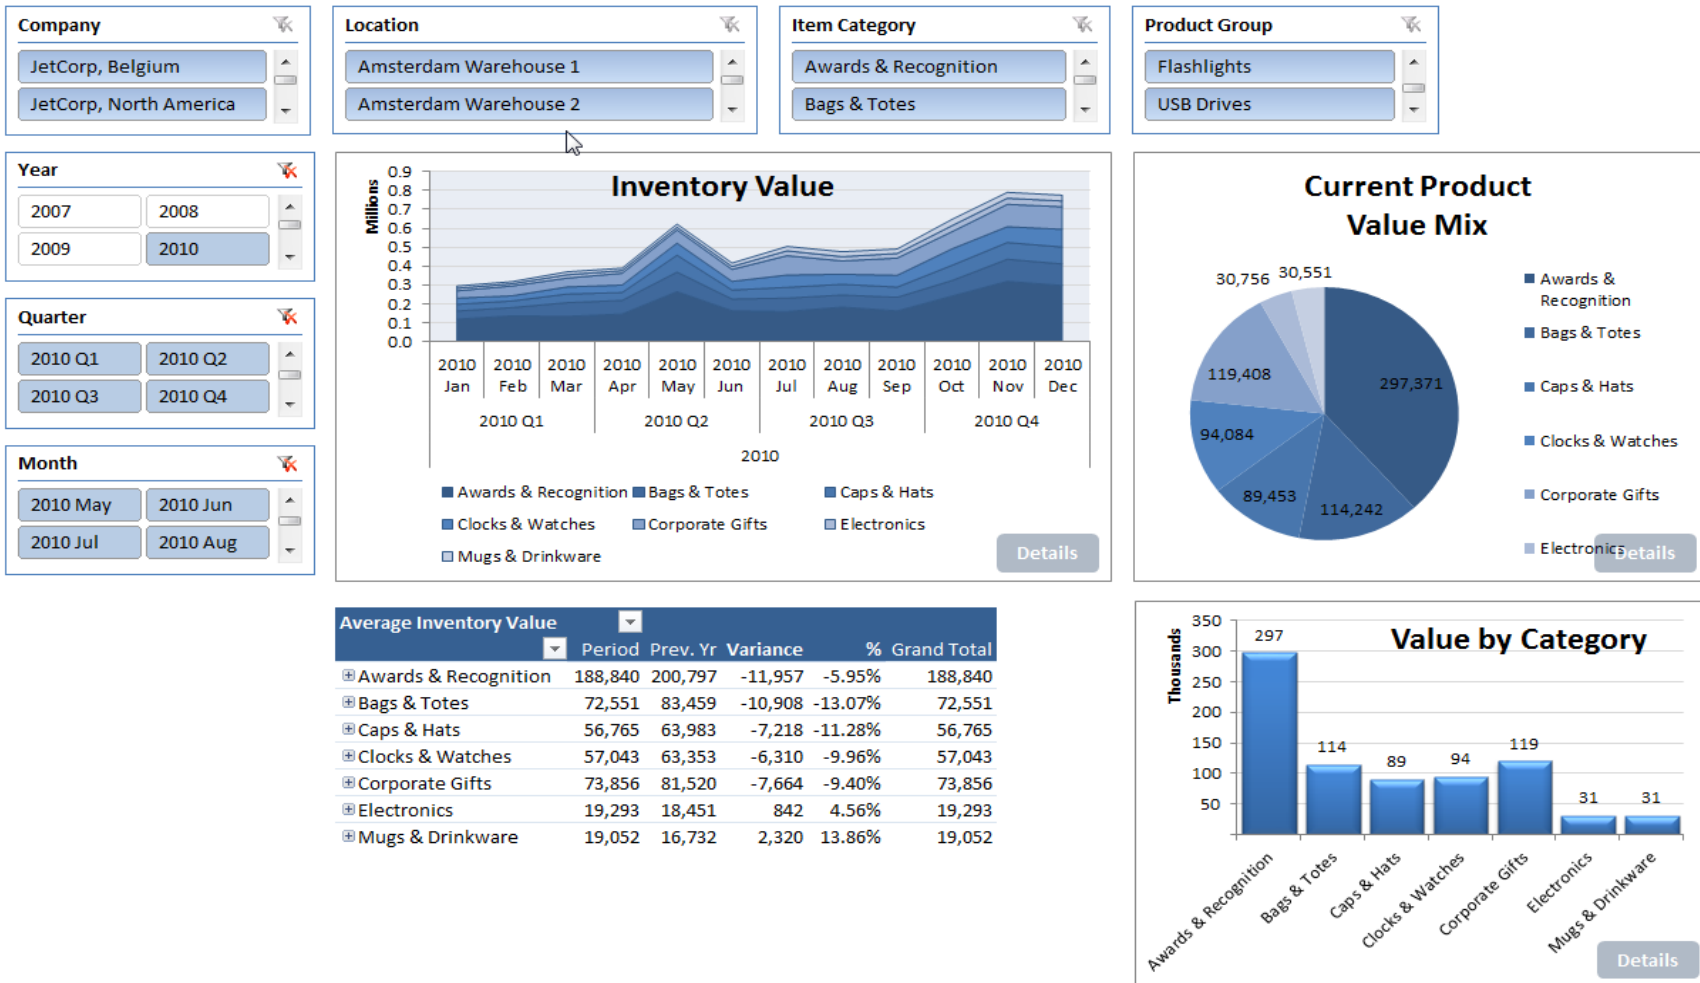 Company
JetCorp, Belgium
JetCorp, North America
Location
Amsterdam Warehouse 1
Amsterdam Warehouse 2
Item Category
Awards & Recognition
Bags & Totes
Product Group
Flashlights
USB Drives
Year
2007 2008
2009 2010
Quarter
2010 Q1 2010 Q2
2010 Q3 2010 Q4
Month
2010 May 2010 Jun
2010 Jul 2010 Aug
Inventory Value
Millions
0.9
0.8
0.7
0.6
0.5
0.4
0.3
0.2
0.1
0.0
2010 2010 2010 2010 2010 2010 2010 2010 2010 2010 2010 2010
Jan Feb Mar Apr May Jun Jul Aug Sep Oct Nov Dec
2010 Q1 2010 Q2 2010 Q3 2010 Q4
2010
Awards & Recognition Bags & Totes Caps & Hats
Clocks & Watches Corporate Gifts Electronics
Mugs & Drinkware
Details
Current Product
Value Mix
30,756 30,551
119,408 297,371
94,084
89,453 114,242
Awards &
Recognition
Bags & Totes
Caps & Hats
Clocks & Watches
Corporate Gifts
Electronics
Details
Average Inventory Value
Period Prev. Yr Variance % Grand Total
Awards & Recognition 188,840 200,797 -11,957 -5.95% 188,840
Bags & Totes 72,551 83,459 -10,908 -13.07% 72,551
Caps & Hats 56,765 63,983 -7,218 -11.28% 56,765
Clocks & Watches 57,043 63,353 -6,310 -9.96% 57,043
Corporate Gifts 73,856 81,520 -7,664 -9.40% 73,856
Electronics 19,293 18,451 842 4.56% 19,293
Mugs & Drinkware 19,052 16,732 2,320 13.86% 19,052
Value by Category
Thousands
350
300
250
200
150
100
50
297 114 89 94 119 31 31
Awards & Recognition
Bags & Totes
Caps & Hats
Clocks & Watches
Corporate Gifts
Electronics
Mugs & Drinkware
Details